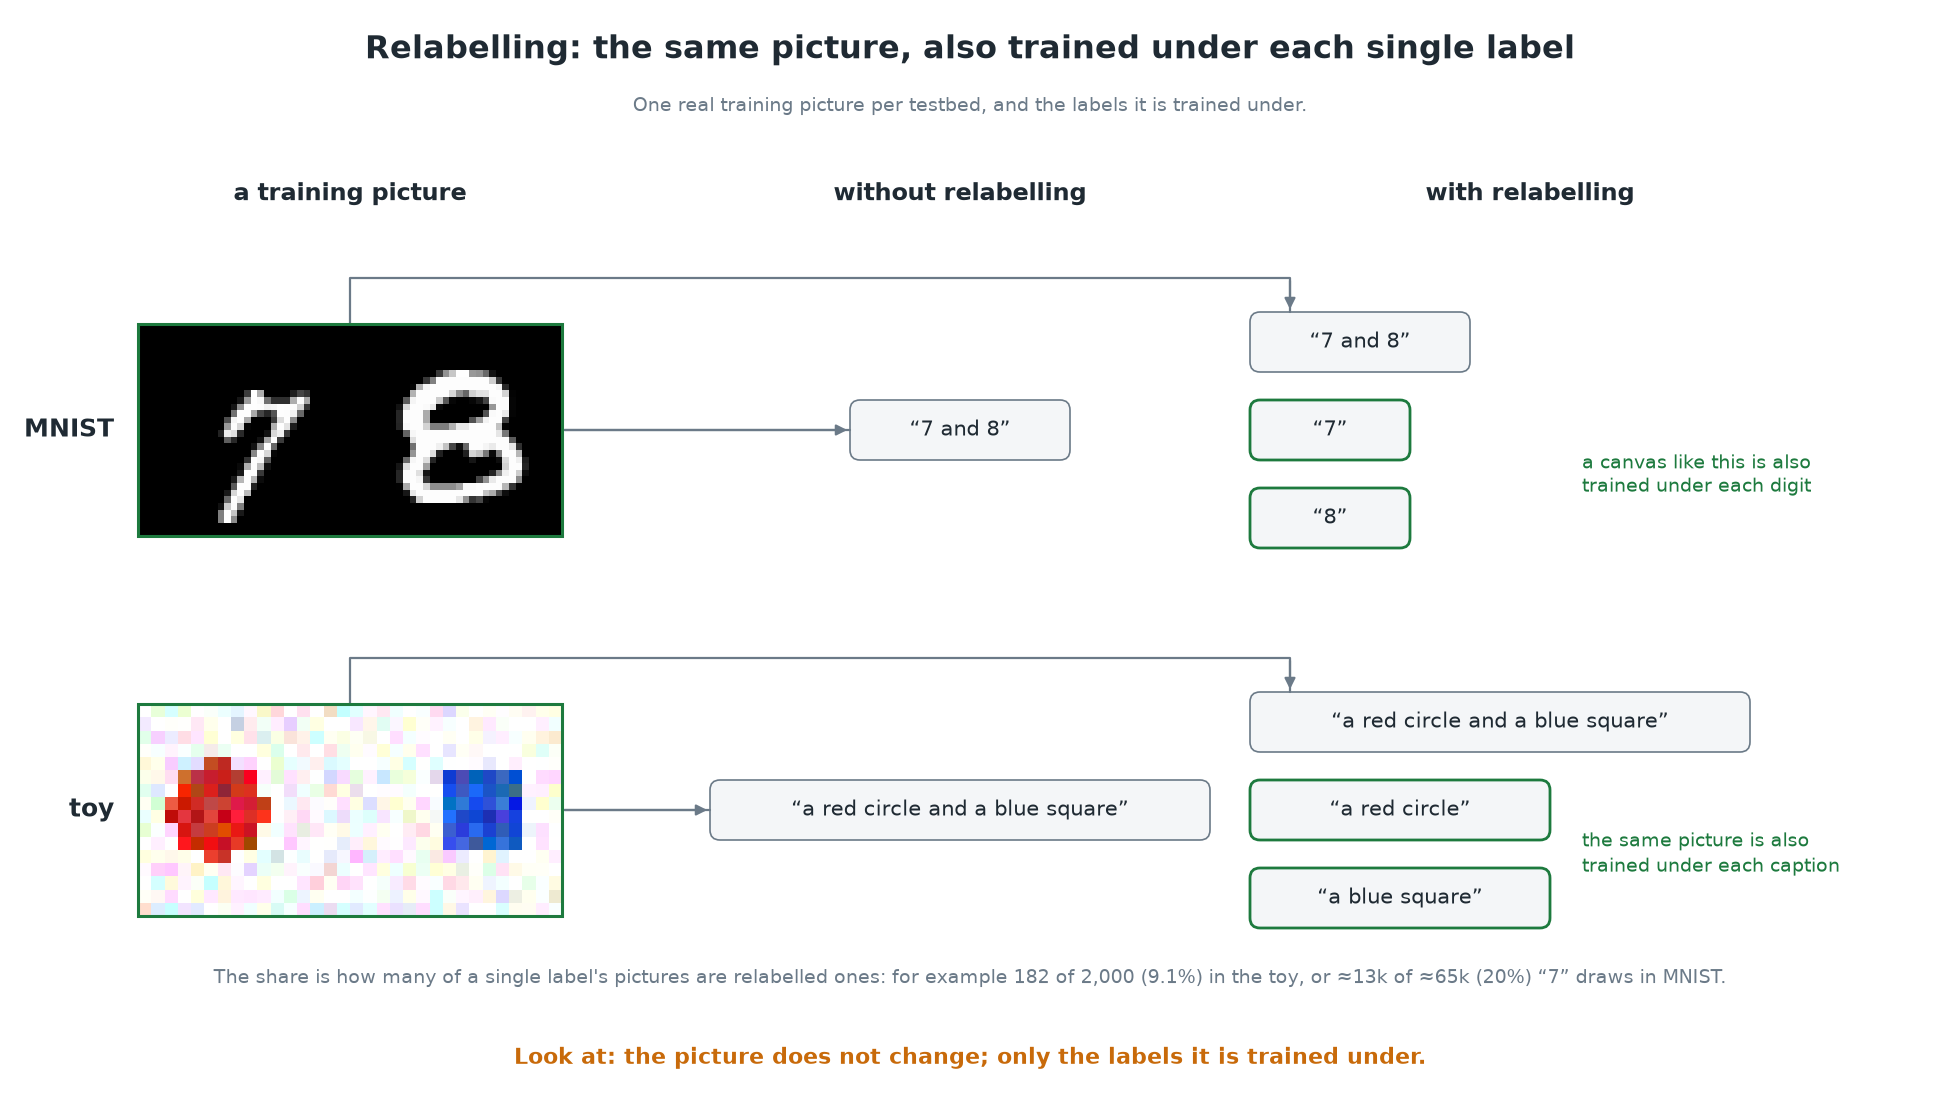 Relabelling: the same picture, also trained under each single label
One real training picture per testbed, and the labels it is trained under.
a training picture
without relabelling
with relabelling
MNIST
7 8
“7 and 8”
“7 and 8”
“7”
“8”
a canvas like this is also
trained under each digit
toy
“a red circle and a blue square”
“a red circle and a blue square”
“a red circle”
“a blue square”
the same picture is also
trained under each caption
The share is how many of a single label's pictures are relabelled ones: for example 182 of 2,000 (9.1%) in the toy, or ≈13k of ≈65k (20%) “7” draws in MNIST.
Look at: the picture does not change; only the labels it is trained under.